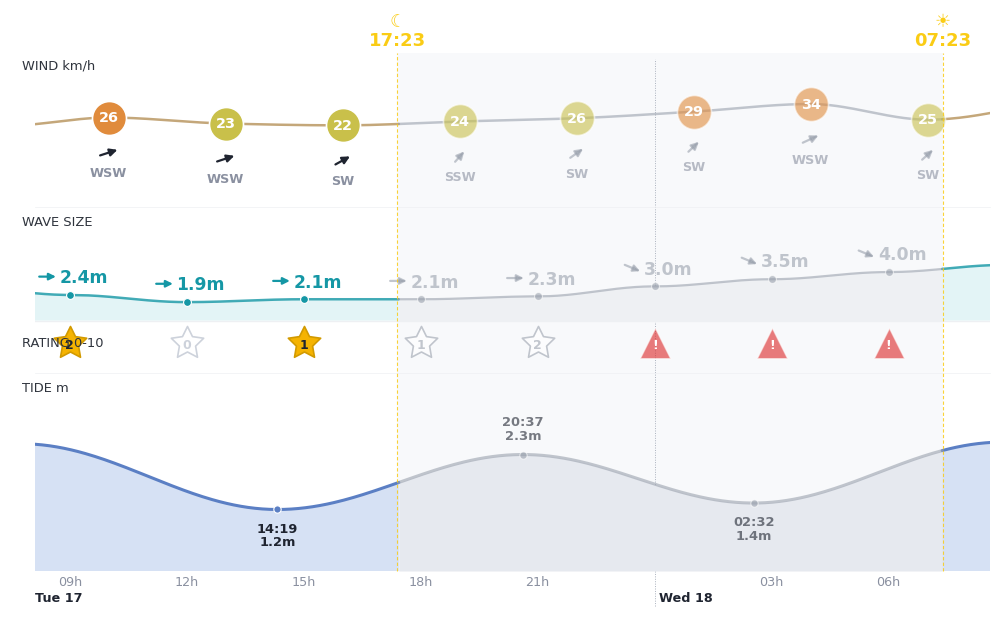 17:23
07:23
WIND km/h
26
23
22
24
26
29
34
25
WSW
WSW
SW
SSW
SW
SW
WSW
SW
WAVE SIZE
2.4m
1.9m
2.1m
2.1m
2.3m
3.0m
3.5m
4.0m
RATING 0-10
2
0
1
1
2
!
!
!
TIDE m
20:37
2.3m
14:19
1.2m
02:32
1.4m
09h
12h
15h
18h
21h
03h
06h
Tue 17
Wed 18